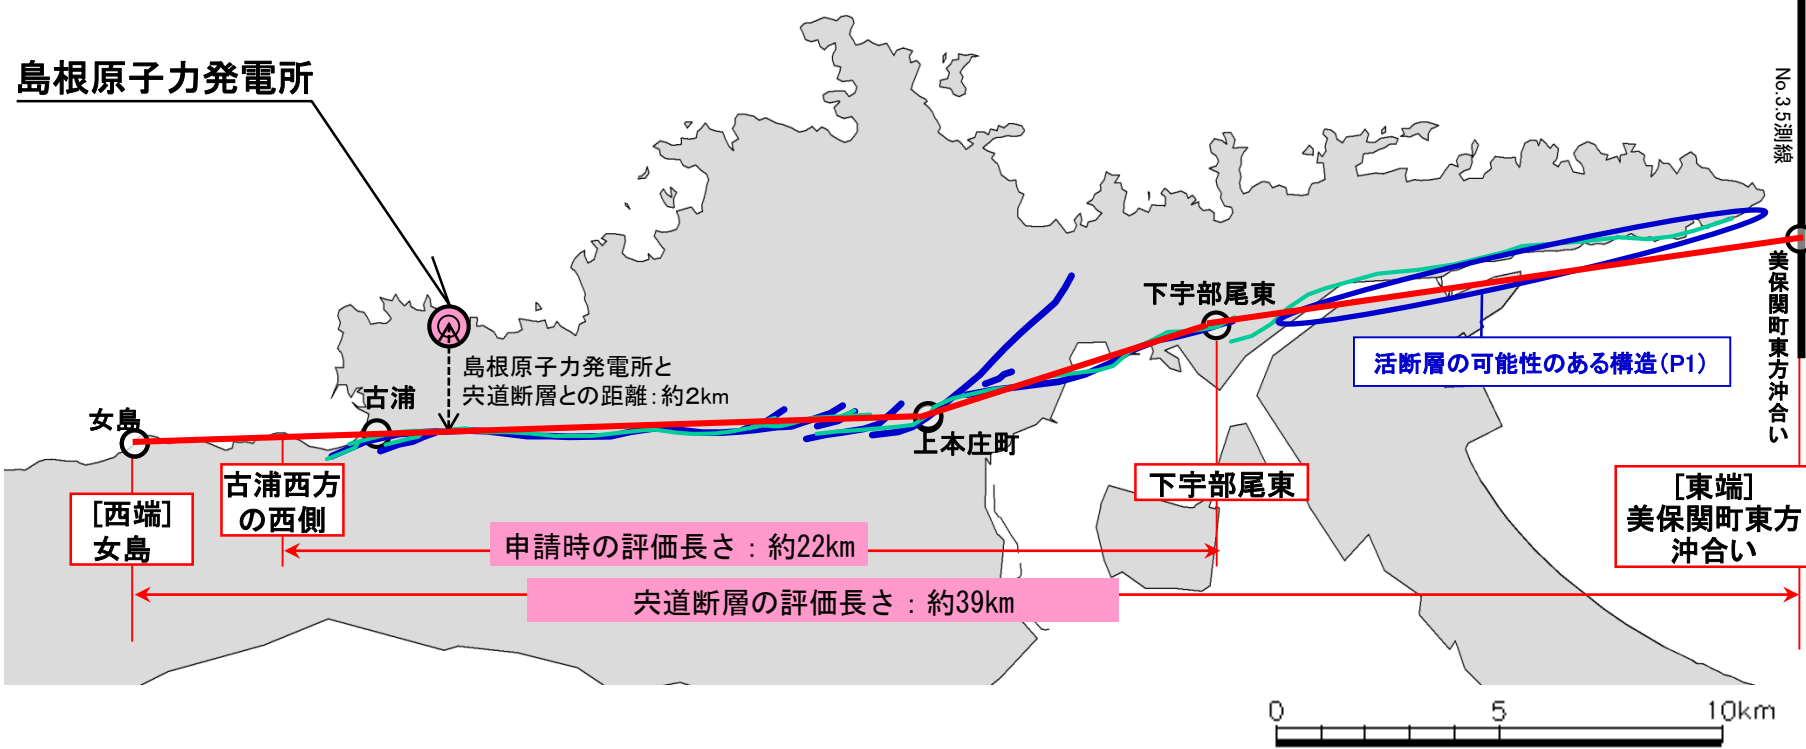 島根原子力発電所
No.3.5測線
美保関町東方沖合い
下宇部尾東
島根原子力発電所と
宍道断層との距離：約2km
活断層の可能性のある構造（P1）
古浦
女島
上本庄町
［西端］
女島
古浦西方
の西側
下宇部尾東
［東端］
美保関町東方
沖合い
申請時の評価長さ：約22km
宍道断層の評価長さ：約39km
0 5 10km